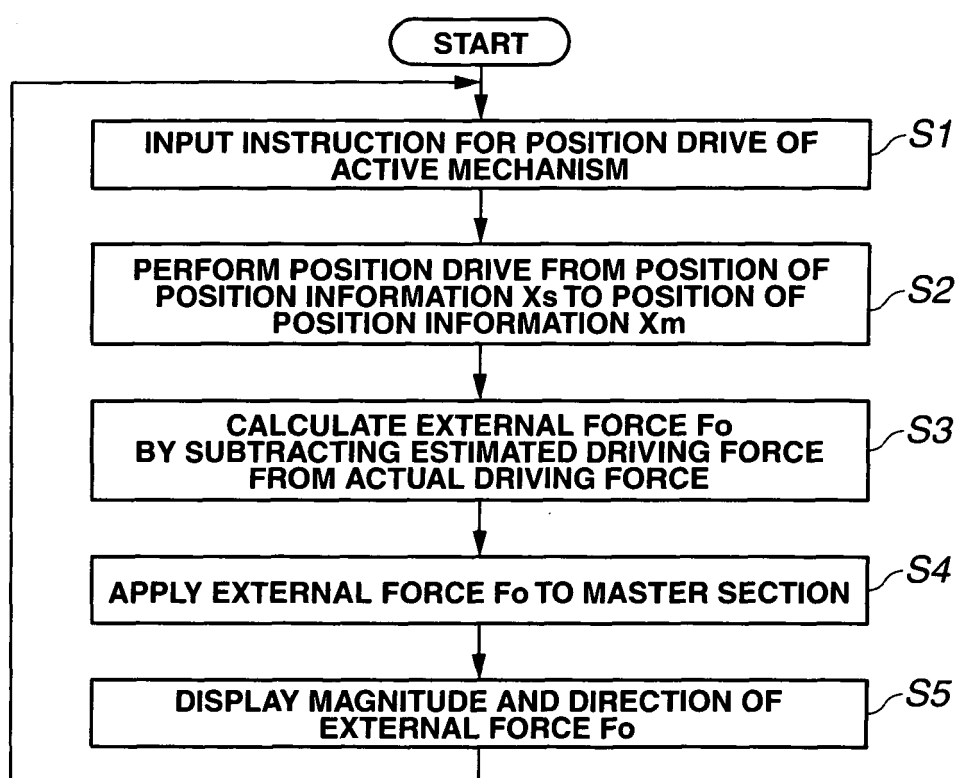 START
INPUT INSTRUCTION FOR POSITION DRIVE OF
ACTIVE MECHANISM
S1
PERFORM POSITION DRIVE FROM POSITION OF
POSITION INFORMATION Xs TO POSITION OF
POSITION INFORMATION Xm
S2
CALCULATE EXTERNAL FORCE Fo
BY SUBTRACTING ESTIMATED DRIVING FORCE
FROM ACTUAL DRIVING FORCE
S3
APPLY EXTERNAL FORCE Fo TO MASTER SECTION
S4
DISPLAY MAGNITUDE AND DIRECTION OF
EXTERNAL FORCE Fo
S5